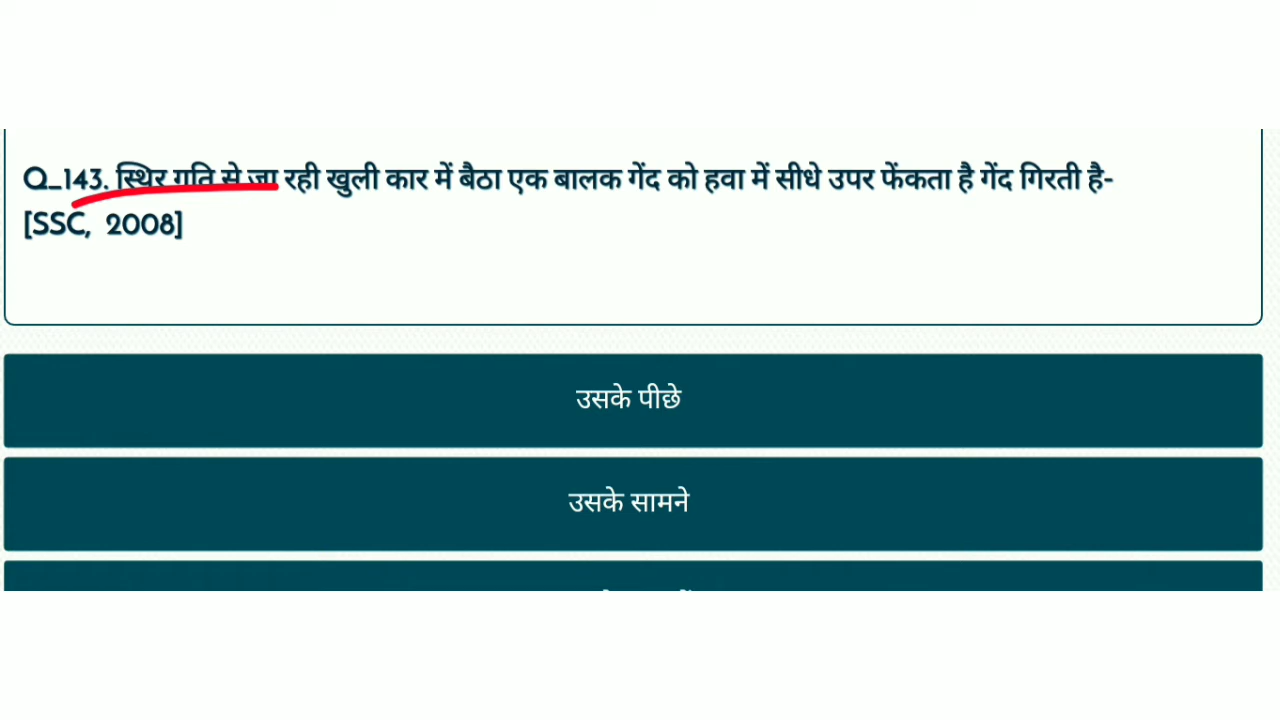 Q_143. स्थिर गति से जा रही खुली कार में बैठा एक बालक गेंद को हवा में सीधे उपर फेंकता है गेंद गिरती है-
[SSC, 2008]
उसके पीछे
उसके सामने